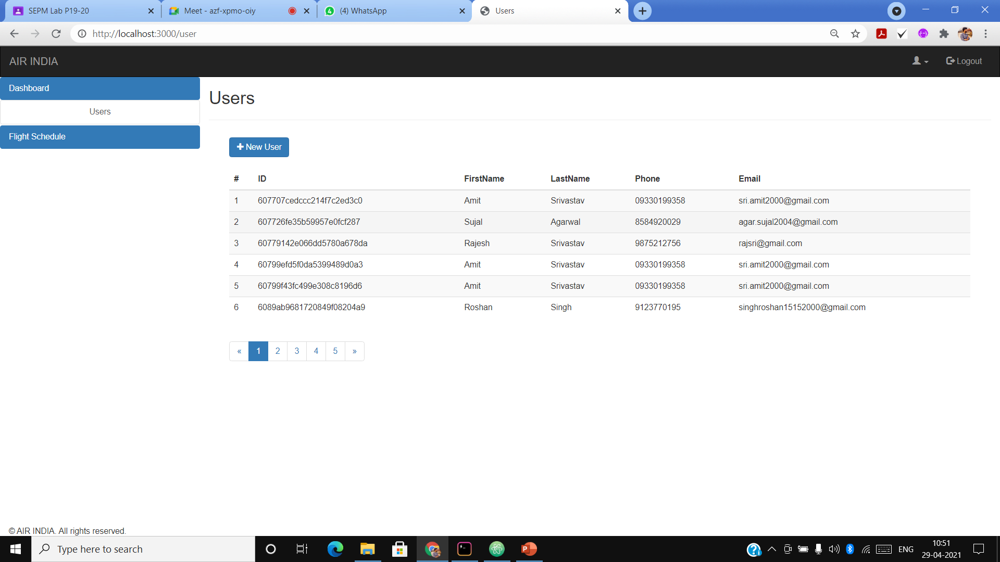 SEPM Lab P19-20 Meet - azf-xpmo-oiy (4) WhatsApp Users
http://localhost:3000/user
AIR INDIA Logout
Dashboard
Users
Flight Schedule
Users
New User
# ID FirstName LastName Phone Email
1 607707cedccc214f7c2ed3c0 Amit Srivastav 09330199358 sri.amit2000@gmail.com
2 607726fe35b59957e0fcf287 Sujal Agarwal 8584920029 agar.sujal2004@gmail.com
3 60779142e066dd5780a678da Rajesh Srivastav 9875212756 rajsri@gmail.com
4 60799efd5f0da5399489d0a3 Amit Srivastav 09330199358 sri.amit2000@gmail.com
5 60799f43fc499e308c8196d6 Amit Srivastav 09330199358 sri.amit2000@gmail.com
6 6089ab9681720849f08204a9 Roshan Singh 9123770195 singhroshan15152000@gmail.com
« 1 2 3 4 5 »
© AIR INDIA. All rights reserved.
Type here to search
ENG
10:51
29-04-2021